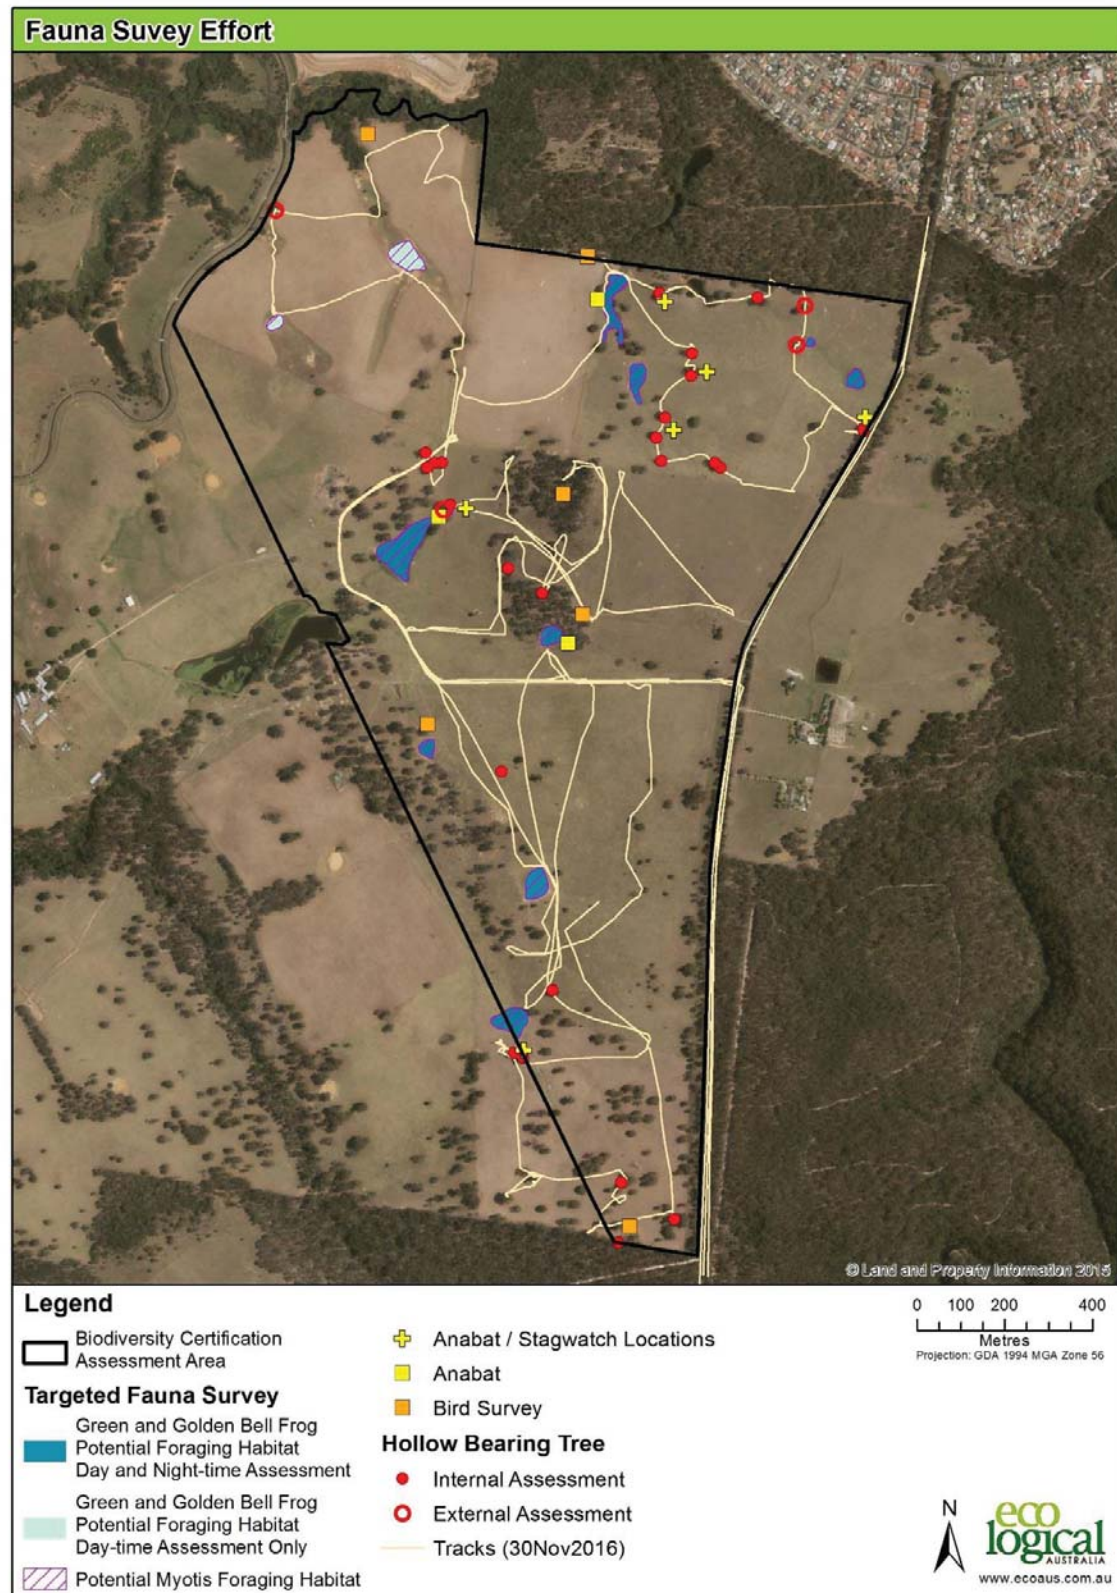 Fauna Suvey Effort
© Land and Property Information 2015
Legend
Biodiversity Certification
Assessment Area
Targeted Fauna Survey
Green and Golden Bell Frog
Potential Foraging Habitat
Day and Night-time Assessment
Green and Golden Bell Frog
Potential Foraging Habitat
Day-time Assessment Only
Potential Myotis Foraging Habitat
Anabat / Stagwatch Locations
Anabat
Bird Survey
Hollow Bearing Tree
Internal Assessment
External Assessment
Tracks (30Nov2016)
0 100 200 400
Metres
Projection: GDA 1994 MGA Zone 56
N
eco
logical
AUSTRALIA
www.ecoaus.com.au